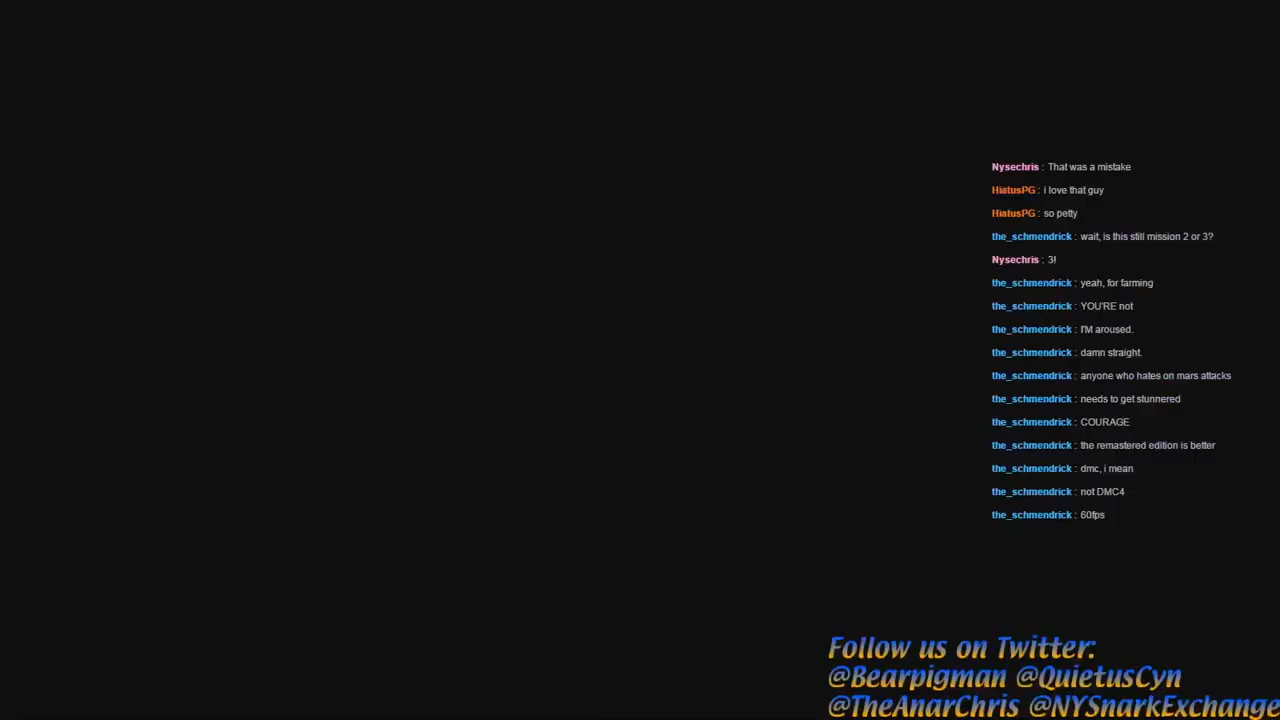 Nysechris : That was a mistake
HiatusPG : i love that guy
HiatusPG : so petty
the_schmendrick : wait, is this still mission 2 or 3?
Nysechris : 3!
the_schmendrick : yeah, for farming
the_schmendrick : YOU'RE not
the_schmendrick : I'M aroused.
the_schmendrick : damn straight.
the_schmendrick : anyone who hates on mars attacks
the_schmendrick : needs to get stunnered
the_schmendrick : COURAGE
the_schmendrick : the remastered edition is better
the_schmendrick : dmc, i mean
the_schmendrick : not DMC4
the_schmendrick : 60fps
Follow us on Twitter:
@Bearpigman @QuietusCyn
@TheAnarChris @NYSnarkExchange